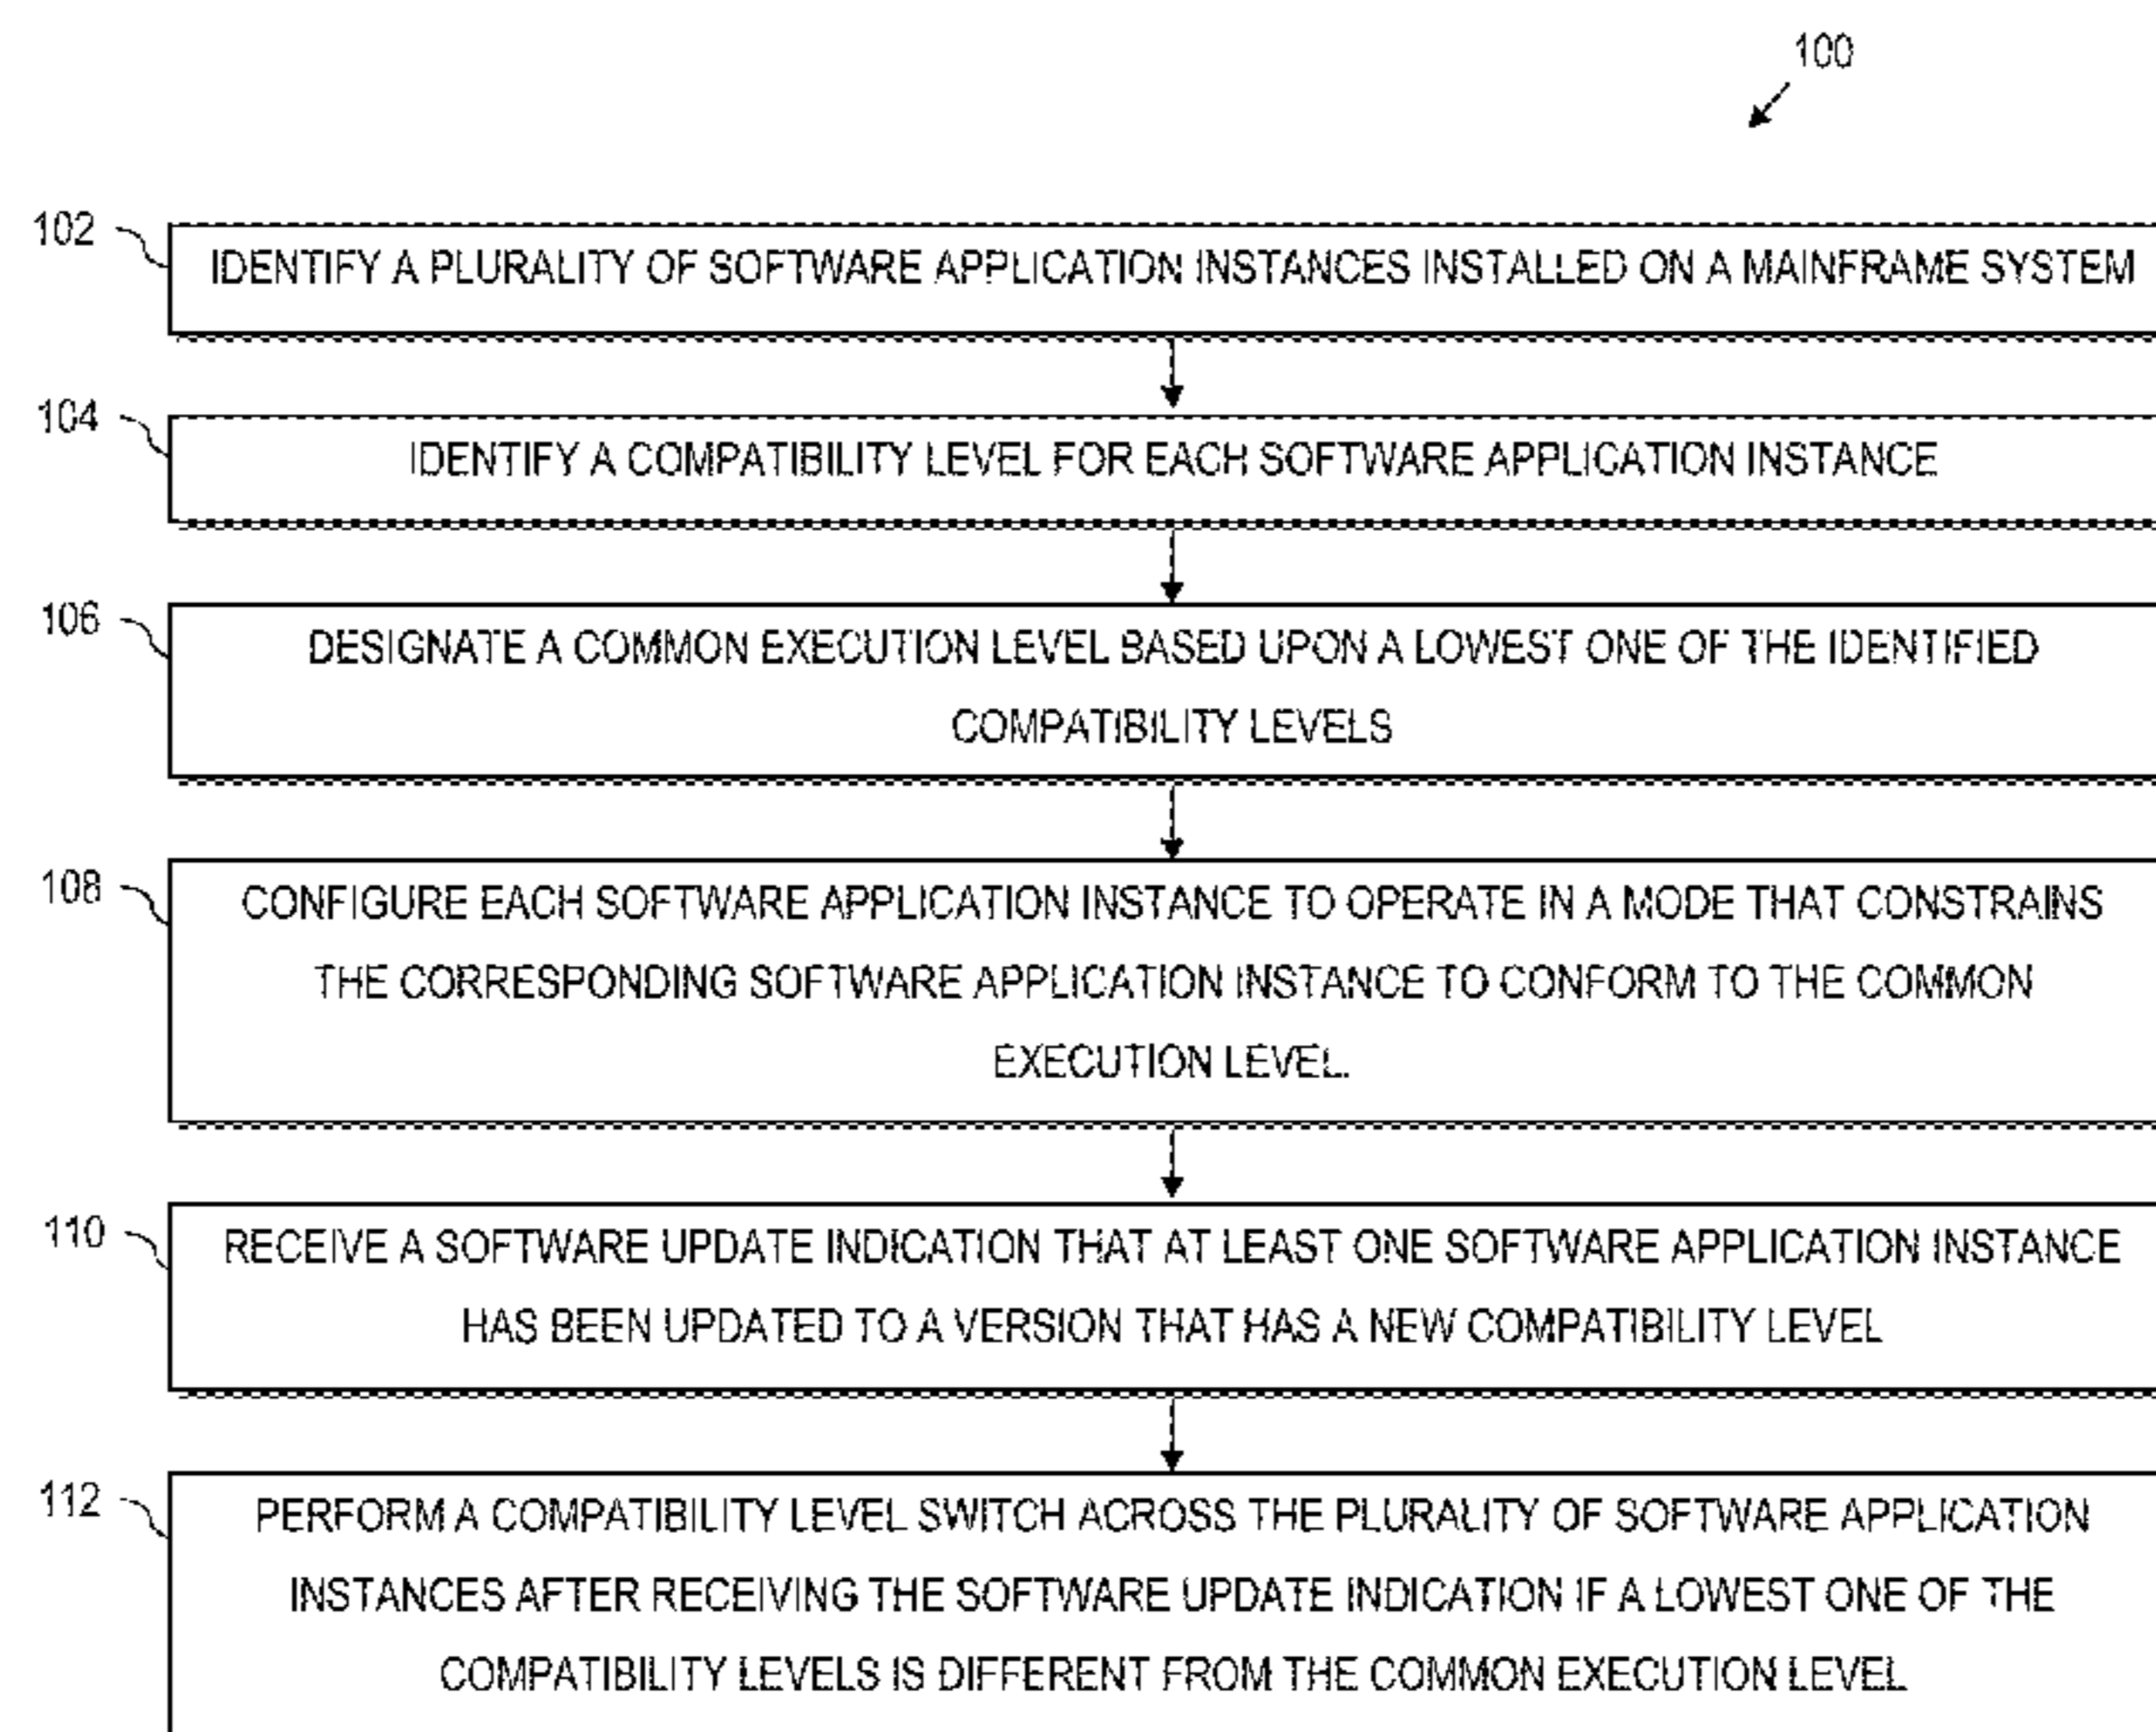 100
102
IDENTIFY A PLURALITY OF SOFTWARE APPLICATION INSTANCES INSTALLED ON A MAINFRAME SYSTEM
104
IDENTIFY A COMPATIBILITY LEVEL FOR EACH SOFTWARE APPLICATION INSTANCE
106
DESIGNATE A COMMON EXECUTION LEVEL BASED UPON A LOWEST ONE OF THE IDENTIFIED
COMPATIBILITY LEVELS
108
CONFIGURE EACH SOFTWARE APPLICATION INSTANCE TO OPERATE IN A MODE THAT CONSTRAINS
THE CORRESPONDING SOFTWARE APPLICATION INSTANCE TO CONFORM TO THE COMMON
EXECUTION LEVEL.
110
RECEIVE A SOFTWARE UPDATE INDICATION THAT AT LEAST ONE SOFTWARE APPLICATION INSTANCE
HAS BEEN UPDATED TO A VERSION THAT HAS A NEW COMPATIBILITY LEVEL
112
PERFORM A COMPATIBILITY LEVEL SWITCH ACROSS THE PLURALITY OF SOFTWARE APPLICATION
INSTANCES AFTER RECEIVING THE SOFTWARE UPDATE INDICATION IF A LOWEST ONE OF THE
COMPATIBILITY LEVELS IS DIFFERENT FROM THE COMMON EXECUTION LEVEL